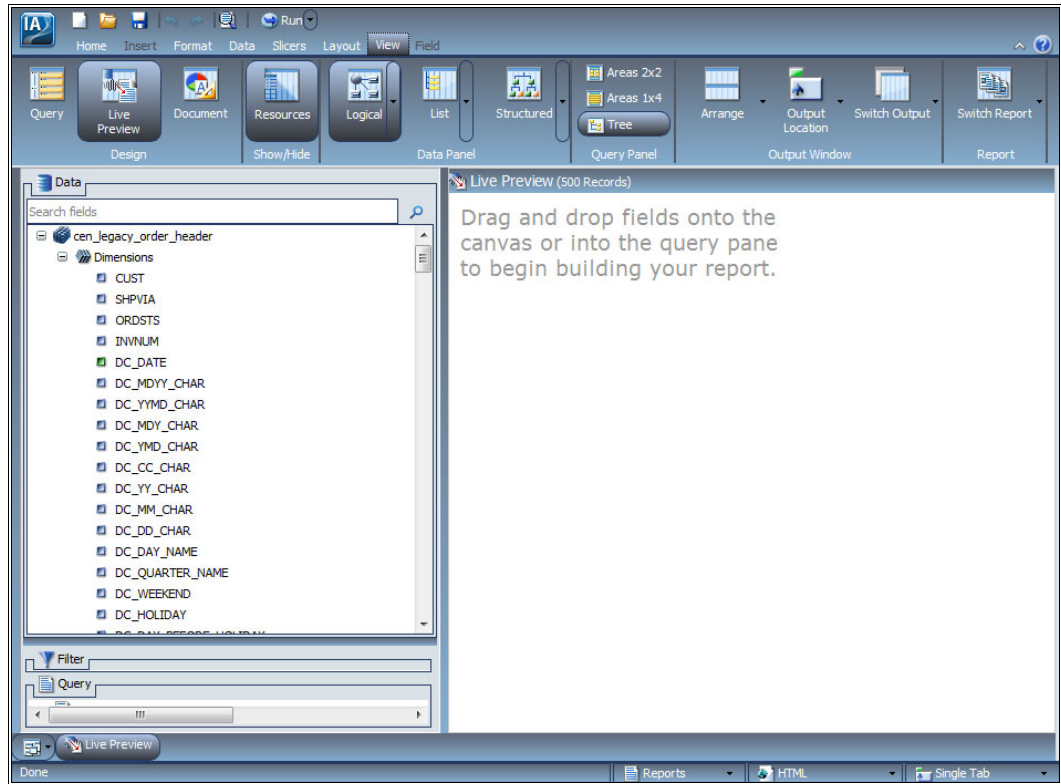 IA
Run
Home Insert Format Data Slicers Layout View Field
Query
Live Preview
Document
Design
Resources
Show/Hide
Logical
List
Structured
Data Panel
Areas 2x2
Areas 1x4
Tree
Query Panel
Arrange
Output Location
Switch Output
Output Window
Switch Report
Report
Data
Search fields
cen_legacy_order_header
Dimensions
CUST
SHPVIA
ORDSTS
INVNUM
DC_DATE
DC_MDYY_CHAR
DC_YYMD_CHAR
DC_MDY_CHAR
DC_YMD_CHAR
DC_CC_CHAR
DC_YY_CHAR
DC_MM_CHAR
DC_DD_CHAR
DC_DAY_NAME
DC_QUARTER_NAME
DC_WEEKEND
DC_HOLIDAY
Filter
Query
Live Preview (500 Records)
Drag and drop fields onto the
canvas or into the query pane
to begin building your report.
Live Preview
Done
Reports
HTML
Single Tab